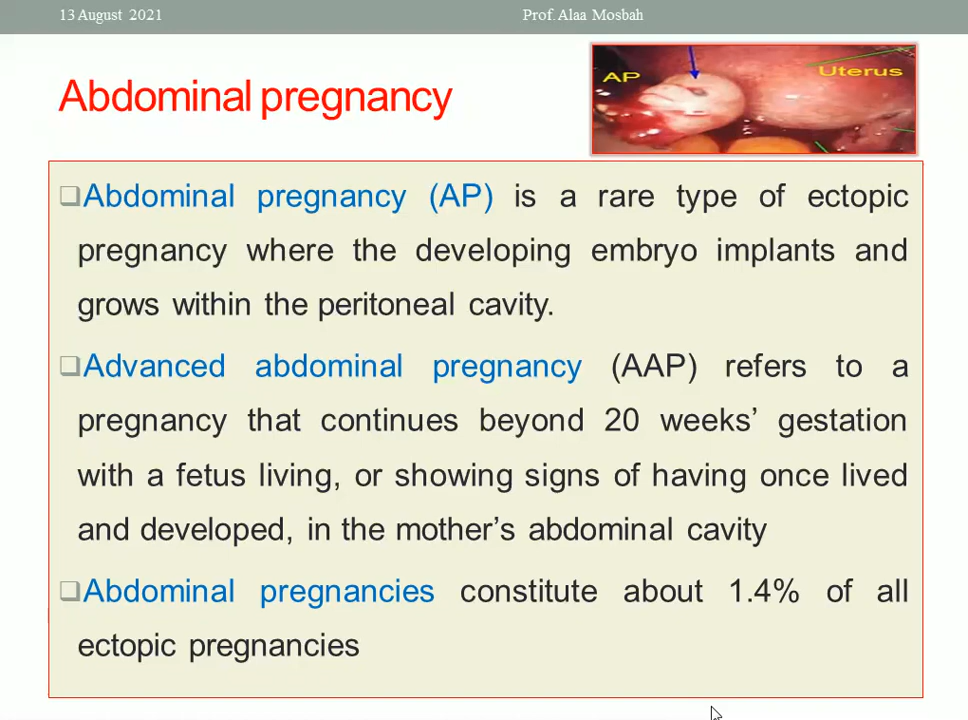 13 August 2021
Prof. Alaa Mosbah
Abdominal pregnancy
AP
Uterus
Abdominal pregnancy (AP) is a rare type of ectopic
pregnancy where the developing embryo implants and
grows within the peritoneal cavity.
Advanced abdominal pregnancy (AAP) refers to a
pregnancy that continues beyond 20 weeks’ gestation
with a fetus living, or showing signs of having once lived
and developed, in the mother’s abdominal cavity
Abdominal pregnancies constitute about 1.4% of all
ectopic pregnancies